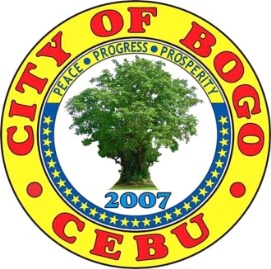 CITY OF BOGO
PEACE • PROGRESS • PROSPERITY
2007
• CEBU •